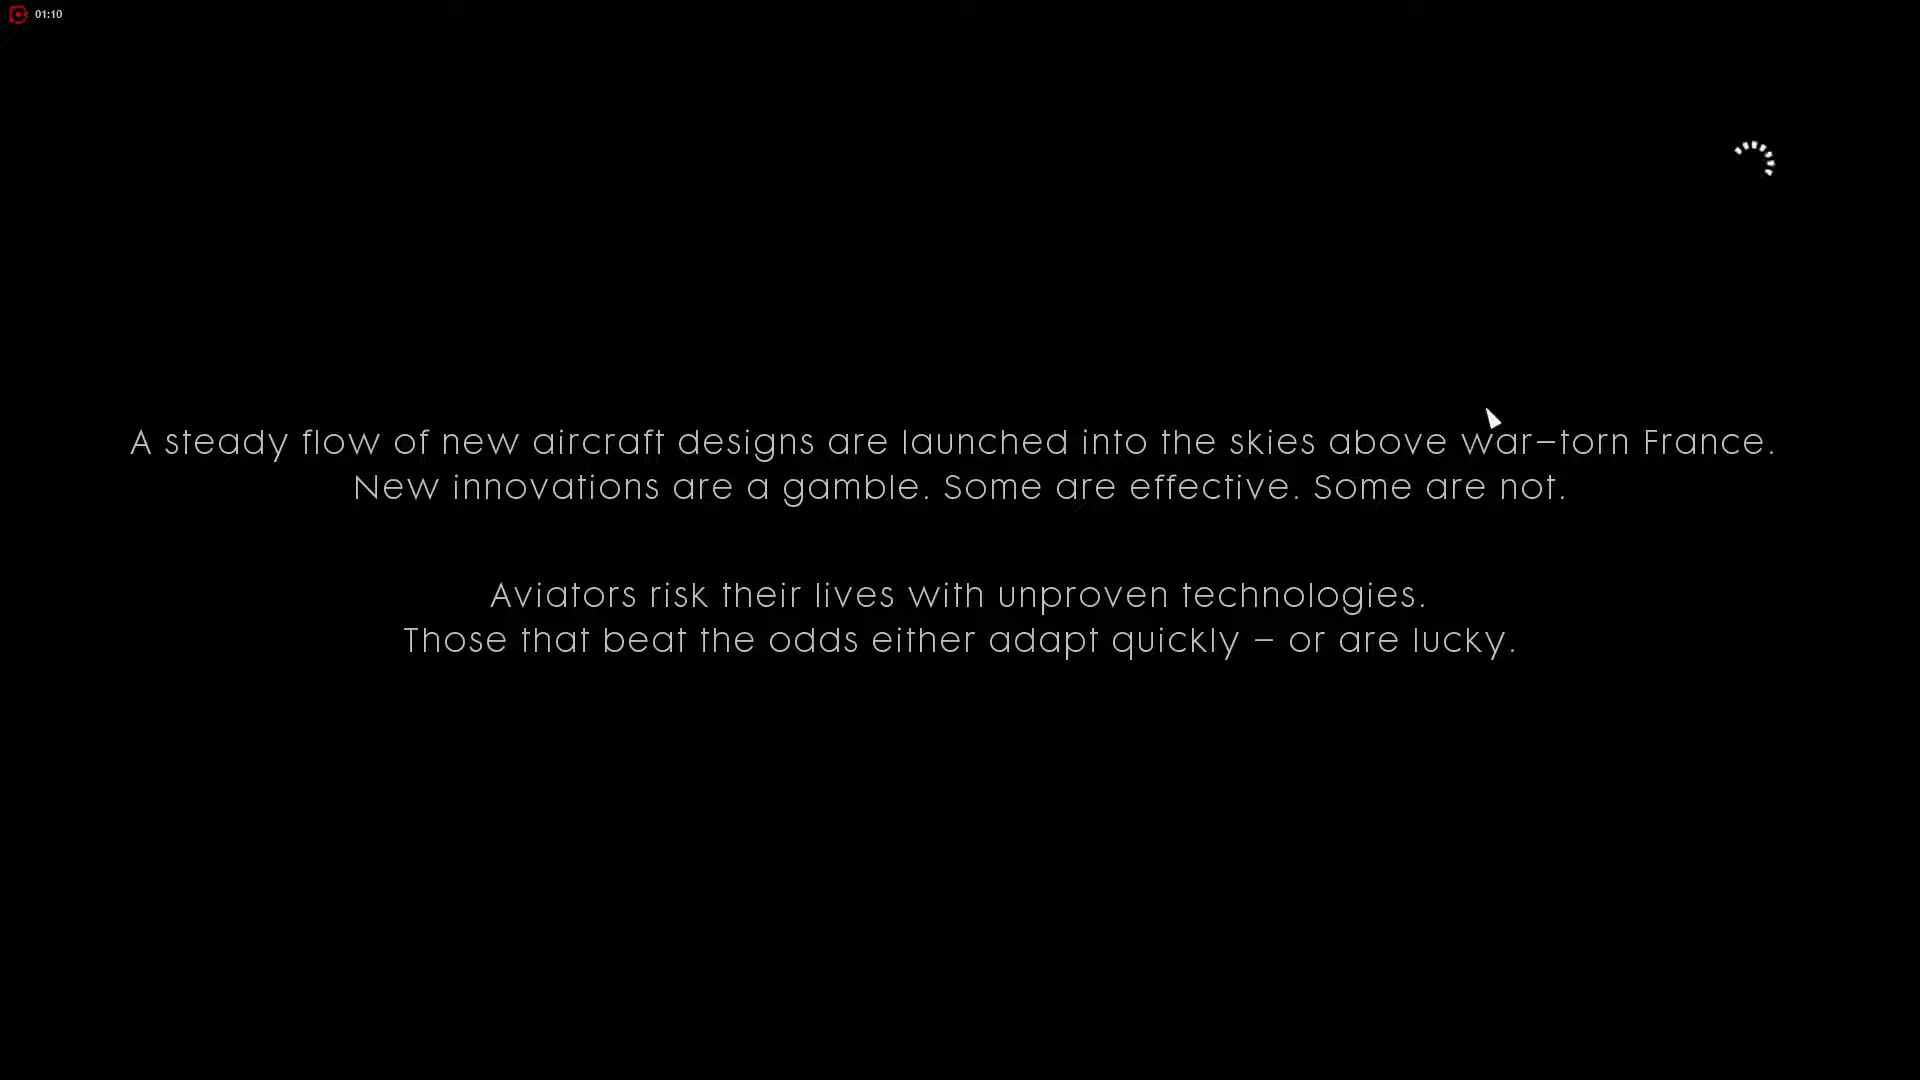 01:10
A steady flow of new aircraft designs are launched into the skies above war–torn France.
New innovations are a gamble. Some are effective. Some are not.
Aviators risk their lives with unproven technologies.
Those that beat the odds either adapt quickly – or are lucky.